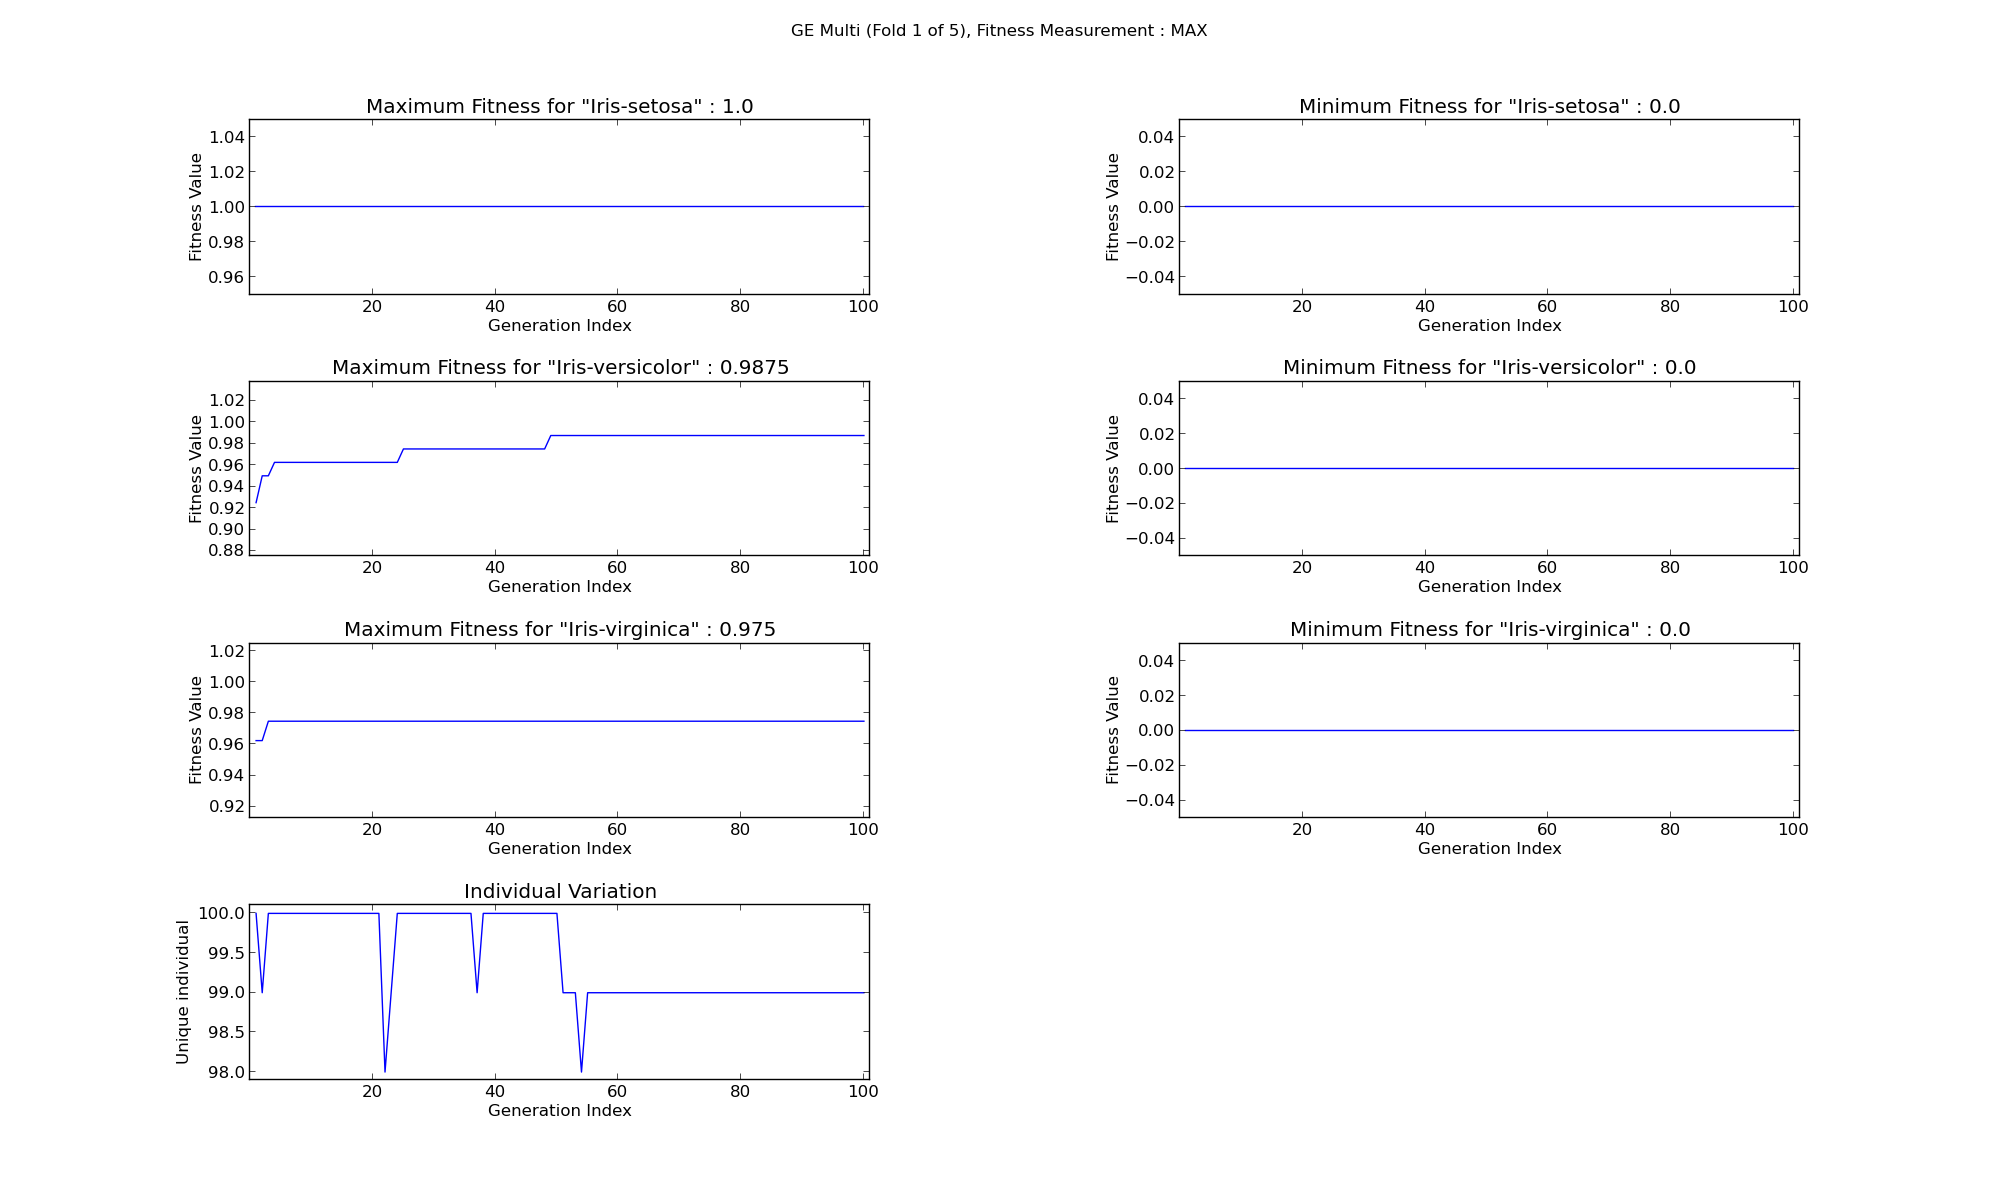 GE Multi (Fold 1 of 5), Fitness Measurement : MAX
Maximum Fitness for "Iris-setosa" : 1.0
Fitness Value
1.04
1.02
1.00
0.98
0.96
20 40 60 80 100
Generation Index
Minimum Fitness for "Iris-setosa" : 0.0
Fitness Value
0.04
0.02
0.00
−0.02
−0.04
20 40 60 80 100
Generation Index
Maximum Fitness for "Iris-versicolor" : 0.9875
Fitness Value
1.02
1.00
0.98
0.96
0.94
0.92
0.90
0.88
20 40 60 80 100
Generation Index
Minimum Fitness for "Iris-versicolor" : 0.0
Fitness Value
0.04
0.02
0.00
−0.02
−0.04
20 40 60 80 100
Generation Index
Maximum Fitness for "Iris-virginica" : 0.975
Fitness Value
1.02
1.00
0.98
0.96
0.94
0.92
20 40 60 80 100
Generation Index
Minimum Fitness for "Iris-virginica" : 0.0
Fitness Value
0.04
0.02
0.00
−0.02
−0.04
20 40 60 80 100
Generation Index
Individual Variation
Unique individual
100.0
99.5
99.0
98.5
98.0
20 40 60 80 100
Generation Index